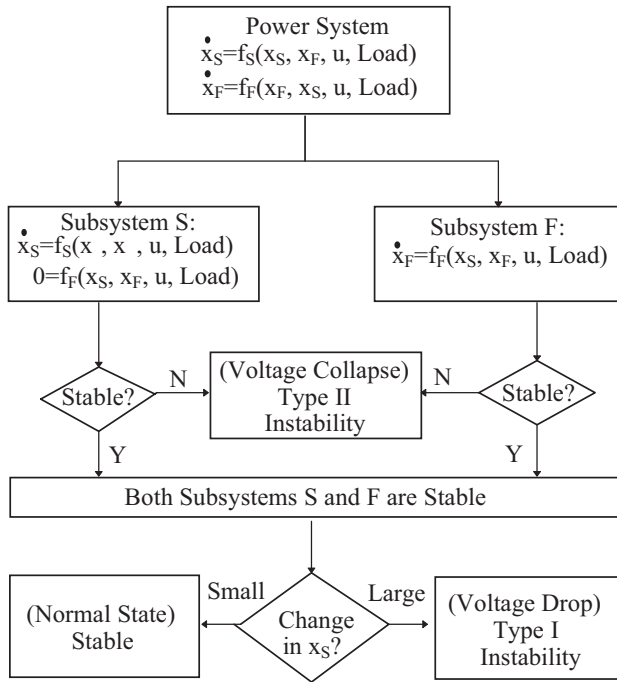 Power System
ẋS=fS(xS, xF, u, Load)
ẋF=fF(xF, xS, u, Load)
Subsystem S:
ẋS=fS(x , x , u, Load)
0=fF(xS, xF, u, Load)
Subsystem F:
ẋF=fF(xS, xF, u, Load)
Stable?
N
(Voltage Collapse)
Type II
Instability
N
Stable?
Y
Y
Both Subsystems S and F are Stable
Small
Large
(Normal State)
Stable
Change
in xS?
(Voltage Drop)
Type I
Instability